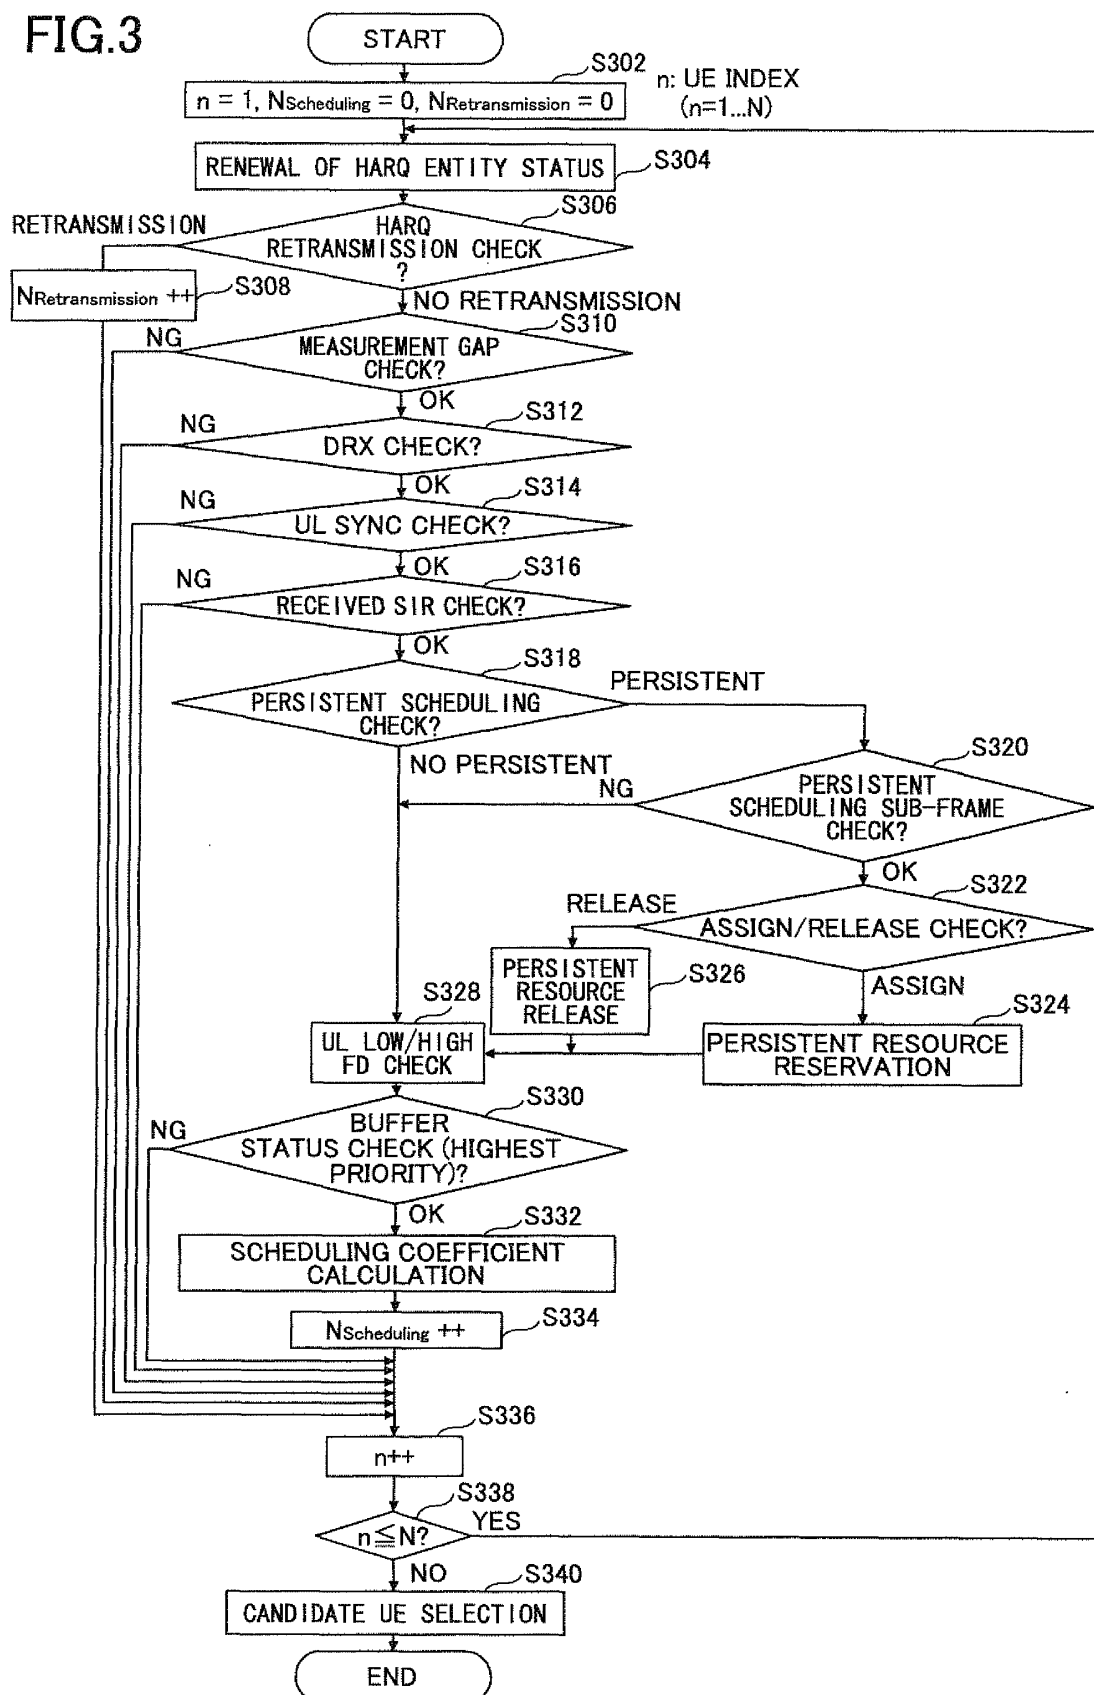 FIG.3
START
S302
n = 1, NScheduling = 0, NRetransmission = 0
n: UE INDEX
(n=1...N)
RENEWAL OF HARQ ENTITY STATUS
S304
S306
RETRANSMISSION
HARQ
RETRANSMISSION CHECK
?
NRetransmission ++
S308
NO RETRANSMISSION
S310
NG
MEASUREMENT GAP
CHECK?
OK
S312
NG
DRX CHECK?
OK
S314
NG
UL SYNC CHECK?
OK
S316
NG
RECEIVED SIR CHECK?
OK
S318
PERSISTENT
PERSISTENT SCHEDULING
CHECK?
NO PERSISTENT
S320
NG
PERSISTENT
SCHEDULING SUB-FRAME
CHECK?
OK
S322
RELEASE
ASSIGN/RELEASE CHECK?
PERSISTENT
RESOURCE
RELEASE
S326
ASSIGN
S324
PERSISTENT RESOURCE
RESERVATION
S328
UL LOW/HIGH
FD CHECK
S330
NG
BUFFER
STATUS CHECK (HIGHEST
PRIORITY)?
OK
S332
SCHEDULING COEFFICIENT
CALCULATION
NScheduling ++
S334
S336
n++
S338
n≦N?
YES
NO
S340
CANDIDATE UE SELECTION
END